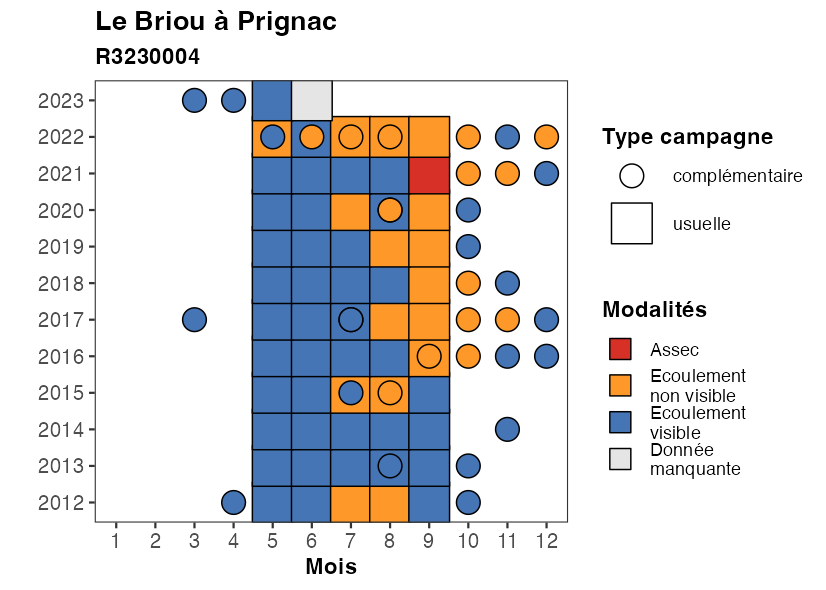 Le Briou à Prignac
R3230004
2023
2022
2021
2020
2019
2018
2017
2016
2015
2014
2013
2012
1 2 3 4 5 6 7 8 9 10 11 12
Mois
Type campagne
complémentaire
usuelle
Modalités
Assec
Ecoulement
non visible
Ecoulement
visible
Donnée
manquante